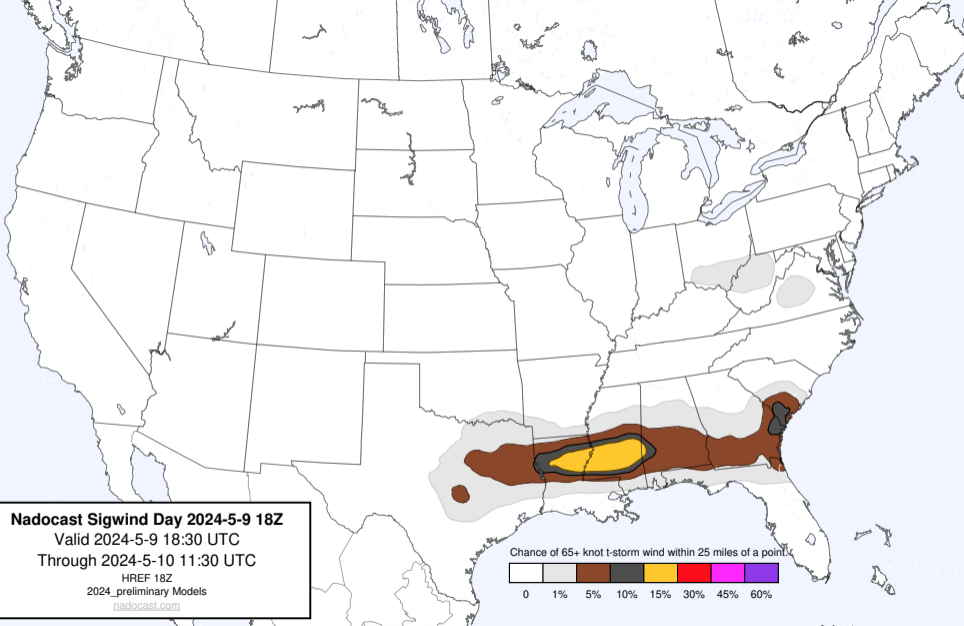 Nadocast Sigwind Day 2024-5-9 18Z
Valid 2024-5-9 18:30 UTC
Through 2024-5-10 11:30 UTC
HREF 18Z
2024_preliminary Models
nadocast.com
Chance of 65+ knot t-storm wind within 25 miles of a point.
0 1% 5% 10% 15% 30% 45% 60%